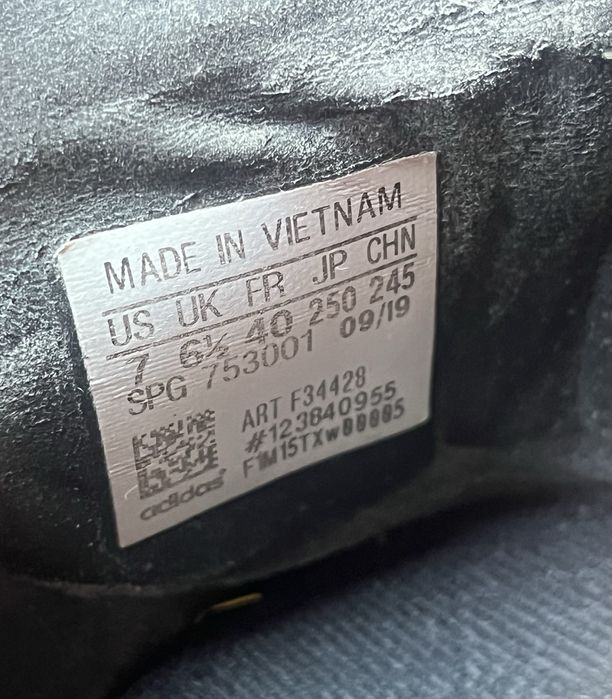 MADE IN VIETNAM
US UK FR JP CHN
7 6½ 40 250 245
SPG 753001 09/19
ART F34428
#123840955
F1M15TXW00005
adidas